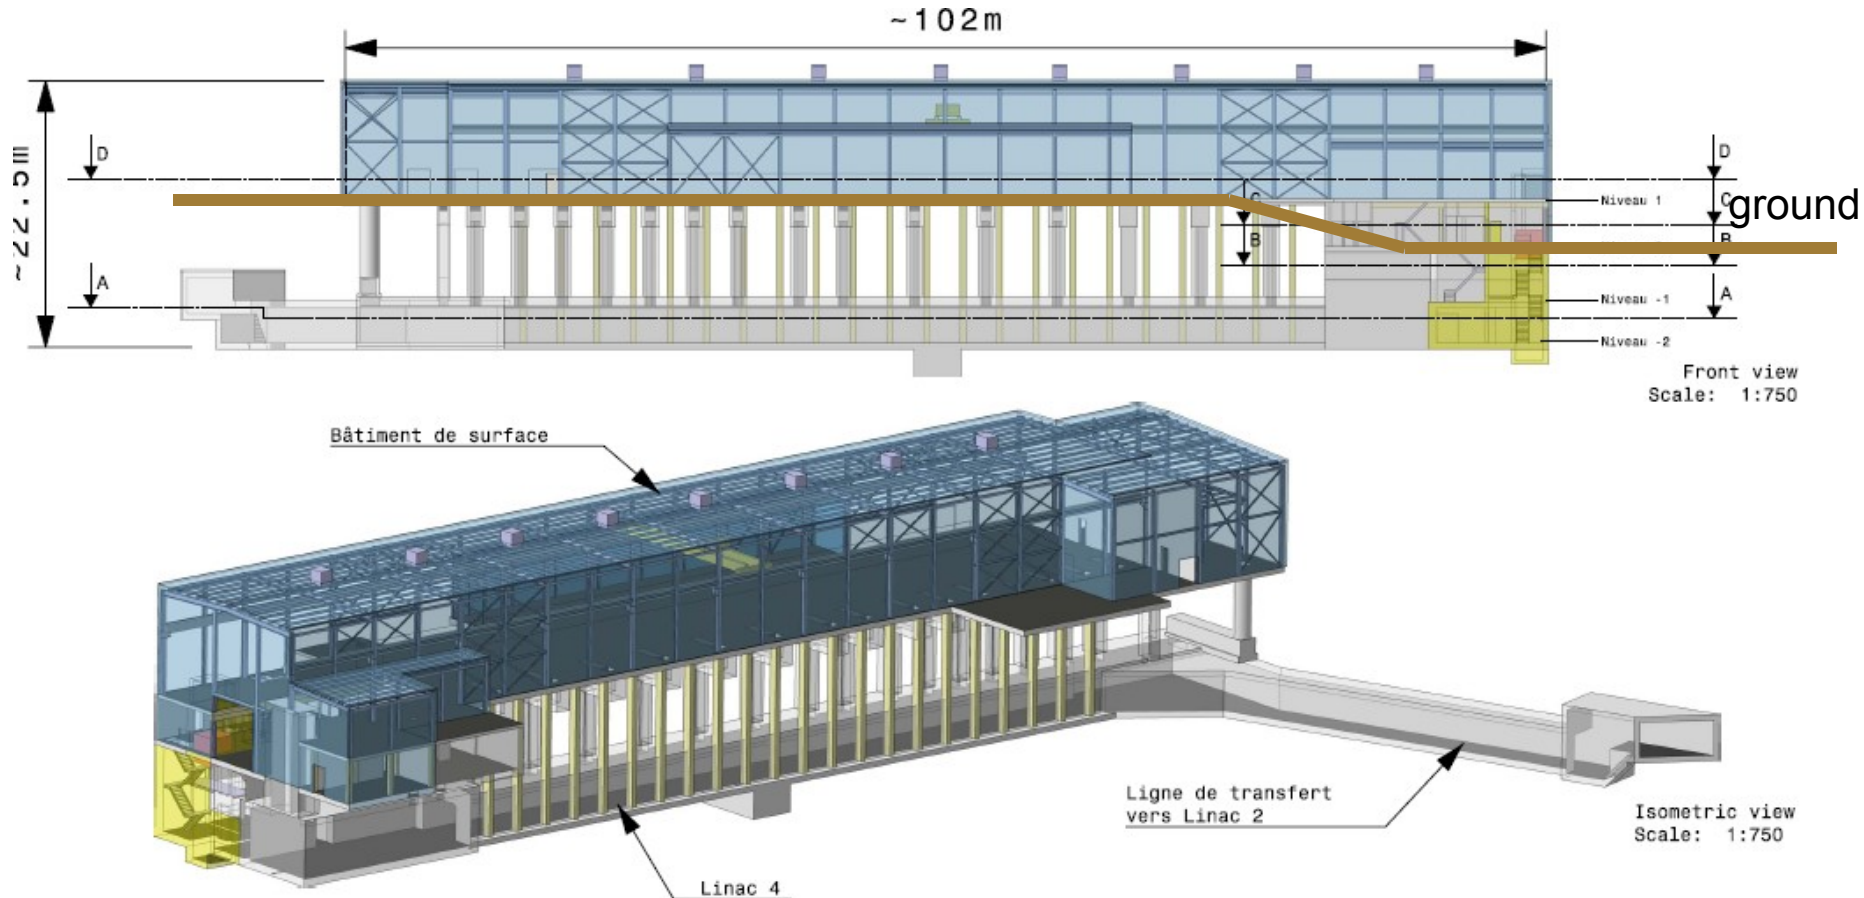 ~102m
~22.5m
D
D
C
C
Niveau 1
ground
B
B
A
A
Niveau -1
Niveau -2
Front view
Scale: 1:750
Bâtiment de surface
Ligne de transfert
vers Linac 2
Isometric view
Scale: 1:750
Linac 4